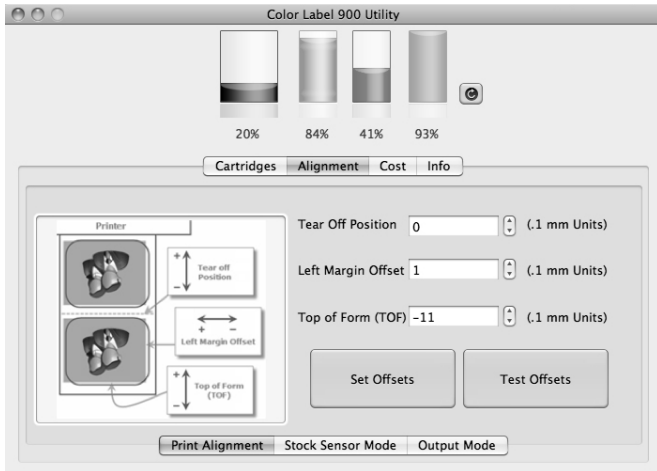 Color Label 900 Utility
20% 84% 41% 93%
Cartridges Alignment Cost Info
Printer
Tear off
Position
Left Margin Offset
Top of Form
(TOF)
Tear Off Position 0 (.1 mm Units)
Left Margin Offset 1 (.1 mm Units)
Top of Form (TOF) -11 (.1 mm Units)
Set Offsets Test Offsets
Print Alignment Stock Sensor Mode Output Mode